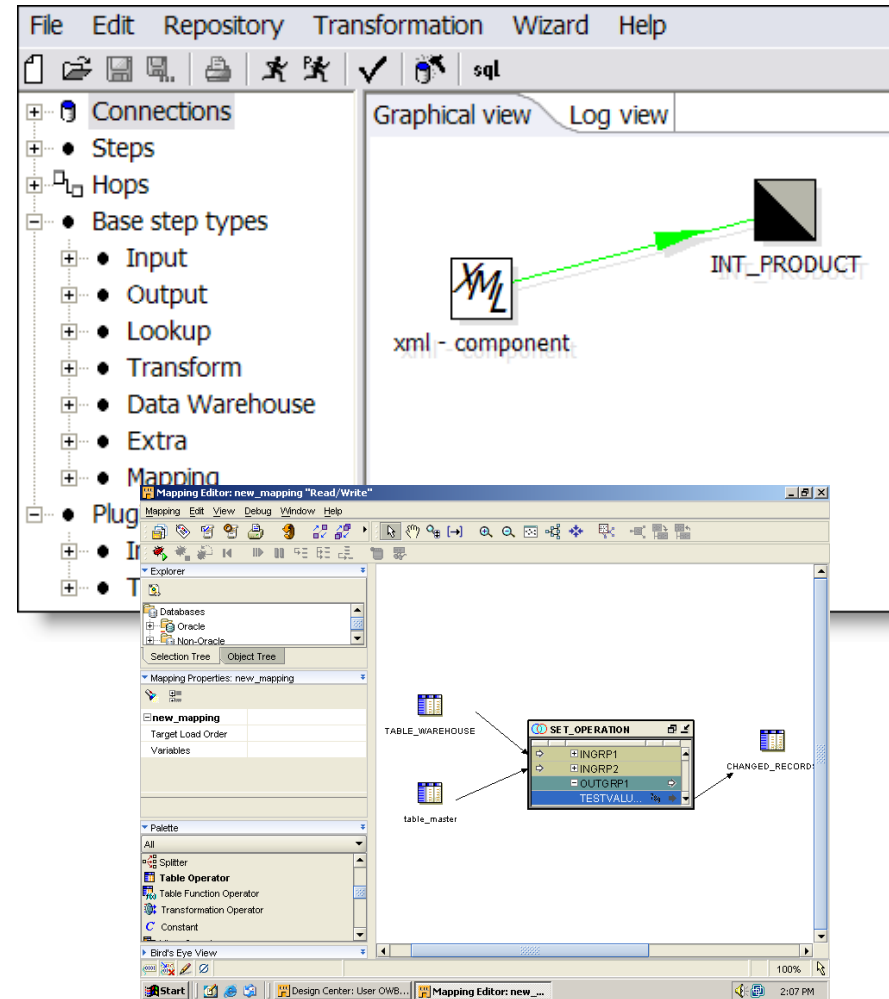 File Edit Repository Transformation Wizard Help
sql
Connections
Steps
Hops
Base step types
Input
Output
Lookup
Transform
Data Warehouse
Extra
Mapping
Plug
T
Graphical view Log view
XML
xml - component
INT_PRODUCT
Mapping Editor: new_mapping "Read/Write"
Mapping Edit View Debug Window Help
Explorer
Databases
Oracle
Non-Oracle
Selection Tree Object Tree
Mapping Properties: new_mapping
new_mapping
Target Load Order
Variables
Palette
All
Splitter
Table Operator
Table Function Operator
Transformation Operator
Constant
Bird's Eye View
TABLE_WAREHOUSE
table_master
SET_OPERATION
INGRP1
INGRP2
OUTGRP1
TESTVALU...
CHANGED_RECORDS
100%
Start Design Center: User OWB... Mapping Editor: new_... 2:07 PM